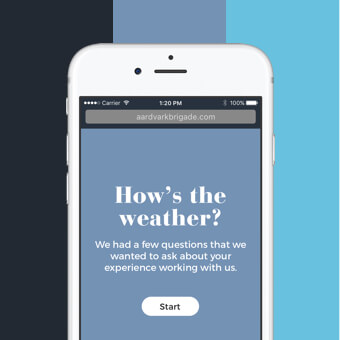 Carrier 1:20 PM 100%
aardvarkbrigade.com
How's the
weather?
We had a few questions that we
wanted to ask about your
experience working with us.
Start